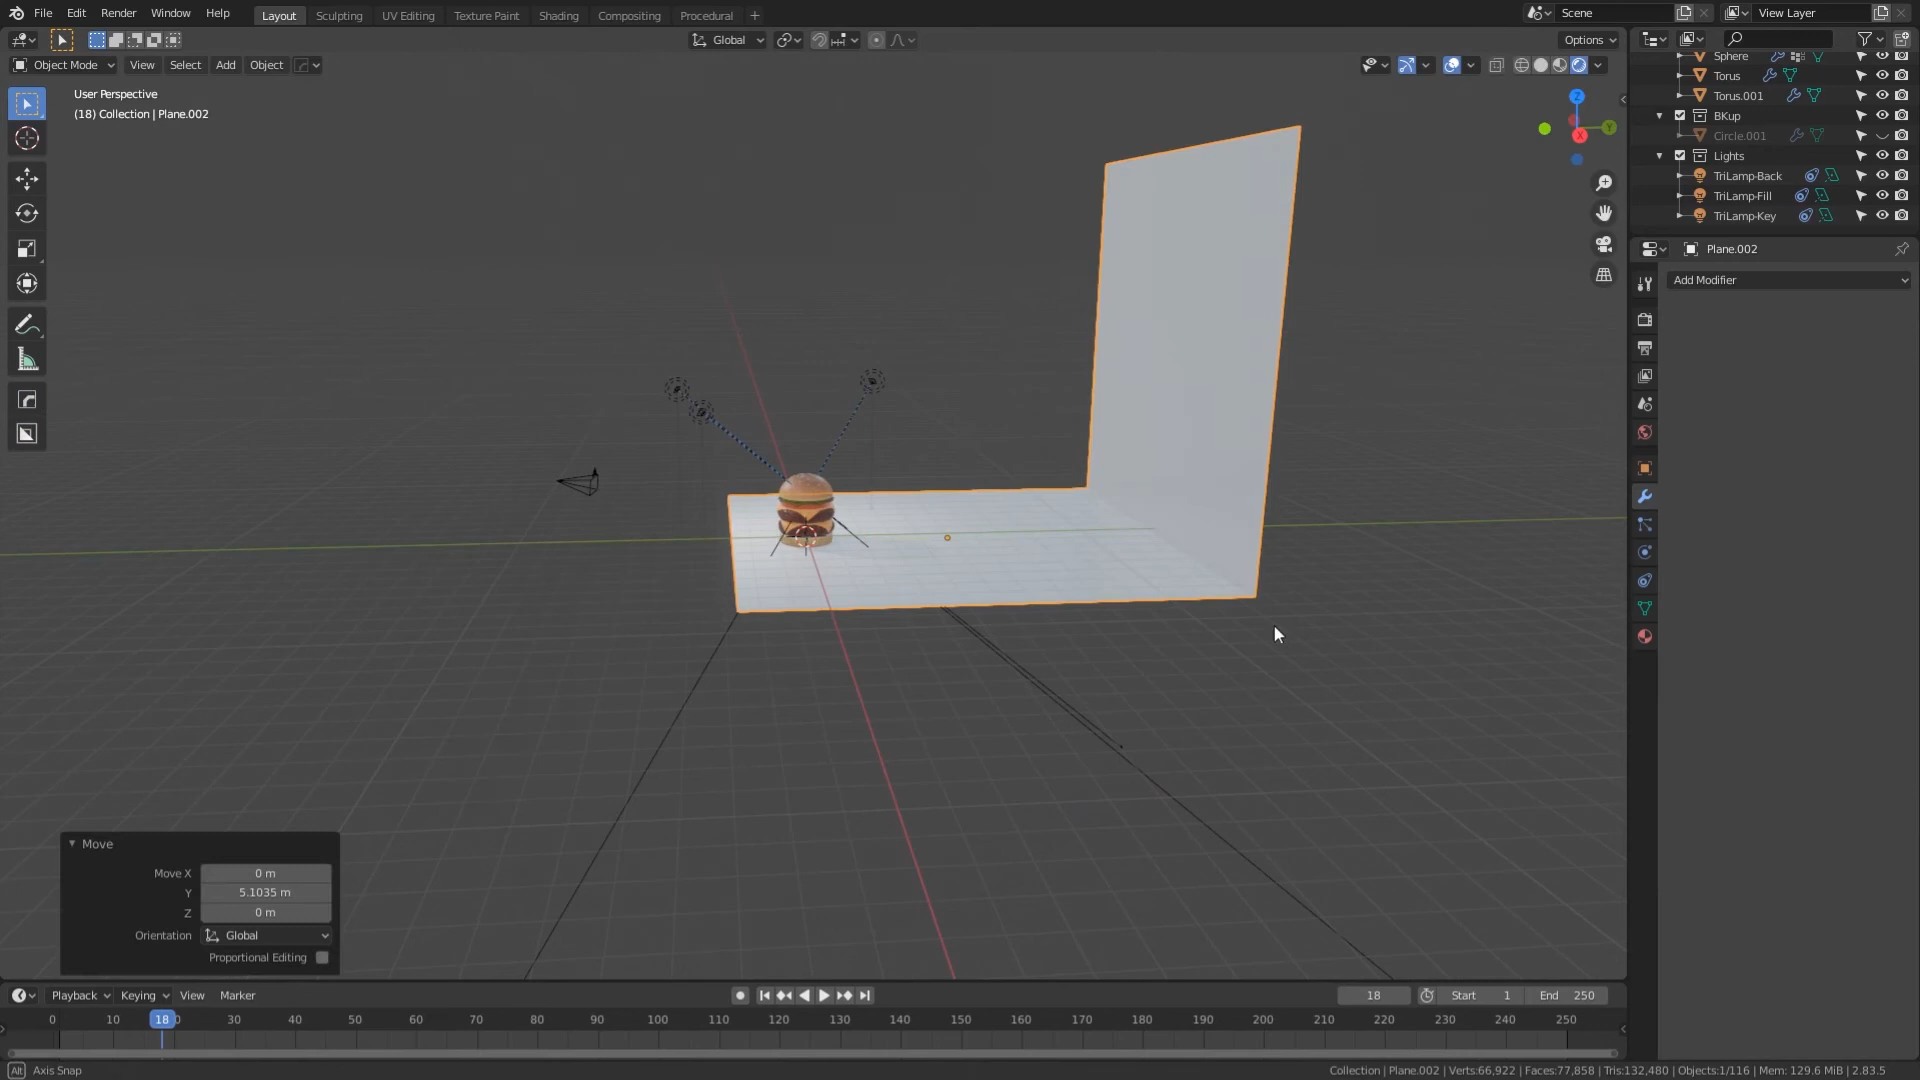 File Edit Render Window Help Layout Sculpting UV Editing Texture Paint Shading Compositing Procedural + Scene View Layer
Global Options
Object Mode View Select Add Object
User Perspective
(18) Collection | Plane.002
Z
Y
X
Sphere
Torus
Torus.001
BKup
Circle.001
Lights
TriLamp-Back
TriLamp-Fill
TriLamp-Key
Plane.002
Add Modifier
Move
Move X 0 m
Y 5.1035 m
Z 0 m
Orientation Global
Proportional Editing
Playback Keying View Marker 18 Start 1 End 250
0 10 18 30 40 50 60 70 80 90 100 110 120 130 140 150 160 170 180 190 200 210 220 230 240 250
Alt Axis Snap Collection | Plane.002 | Verts:66,922 | Faces:77,858 | Tris:132,480 | Objects:1/116 | Mem: 129.6 MiB | 2.83.5